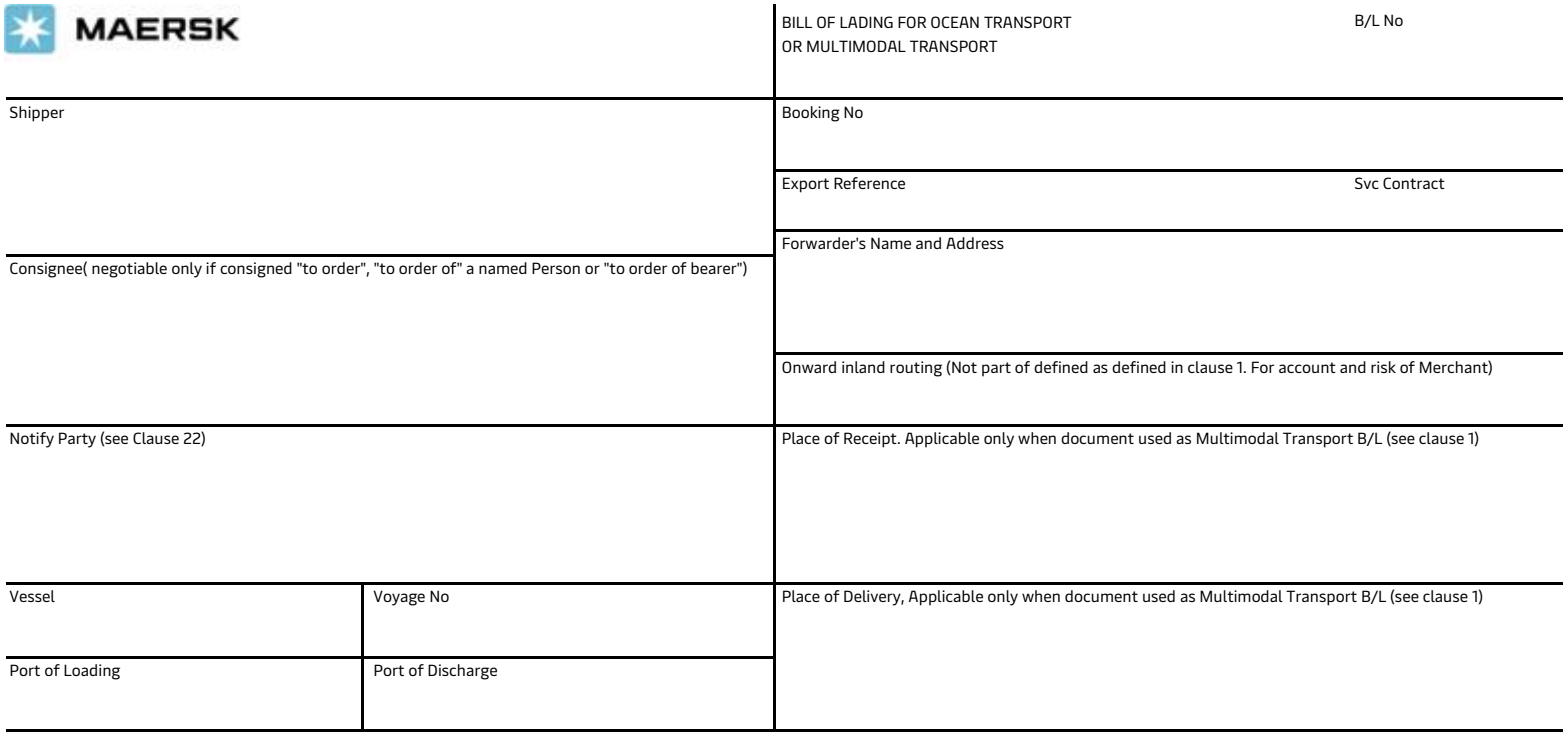 MAERSK
BILL OF LADING FOR OCEAN TRANSPORT
OR MULTIMODAL TRANSPORT
B/L No
Shipper
Booking No
Export Reference
Svc Contract
Forwarder's Name and Address
Consignee( negotiable only if consigned "to order", "to order of" a named Person or "to order of bearer")
Onward inland routing (Not part of defined as defined in clause 1. For account and risk of Merchant)
Notify Party (see Clause 22)
Place of Receipt. Applicable only when document used as Multimodal Transport B/L (see clause 1)
Vessel
Voyage No
Place of Delivery, Applicable only when document used as Multimodal Transport B/L (see clause 1)
Port of Loading
Port of Discharge